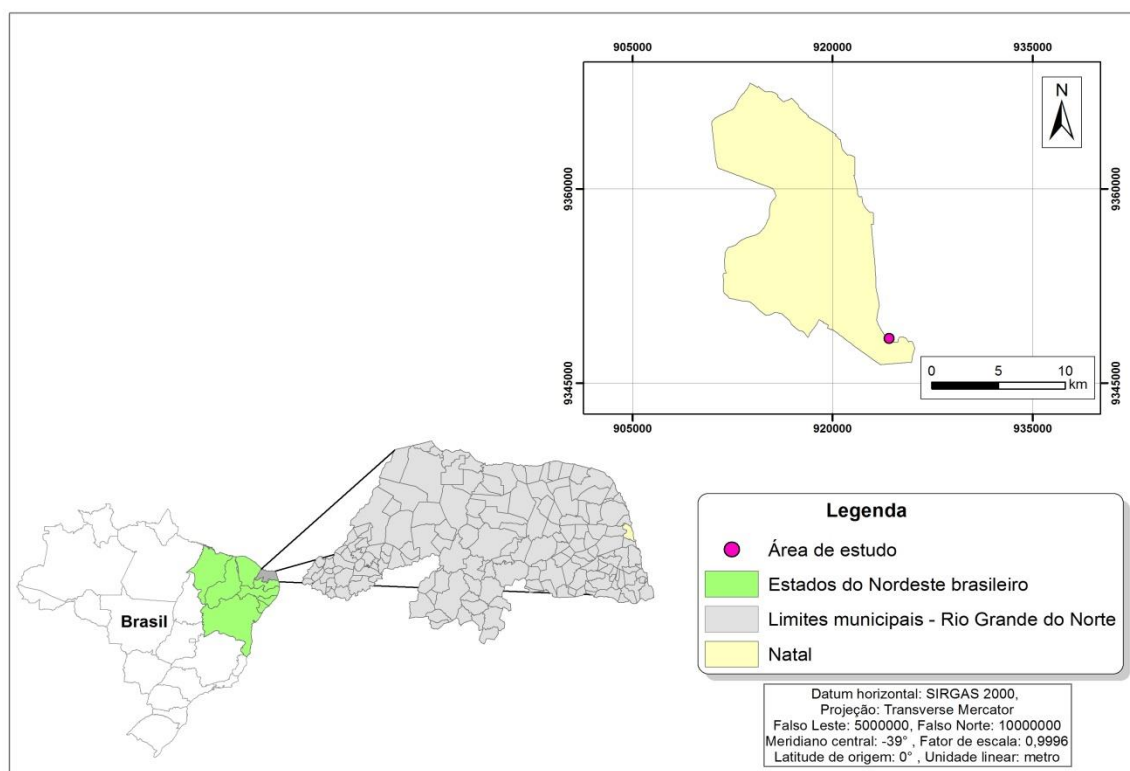 905000
920000
935000
N
9360000
9360000
9345000
9345000
0
5
10
km
905000
920000
935000
Brasil
Legenda
Área de estudo
Estados do Nordeste brasileiro
Limites municipais - Rio Grande do Norte
Natal
Datum horizontal: SIRGAS 2000,
Projeção: Transverse Mercator
Falso Leste: 5000000, Falso Norte: 10000000
Meridiano central: -39° , Fator de escala: 0,9996
Latitude de origem: 0° , Unidade linear: metro